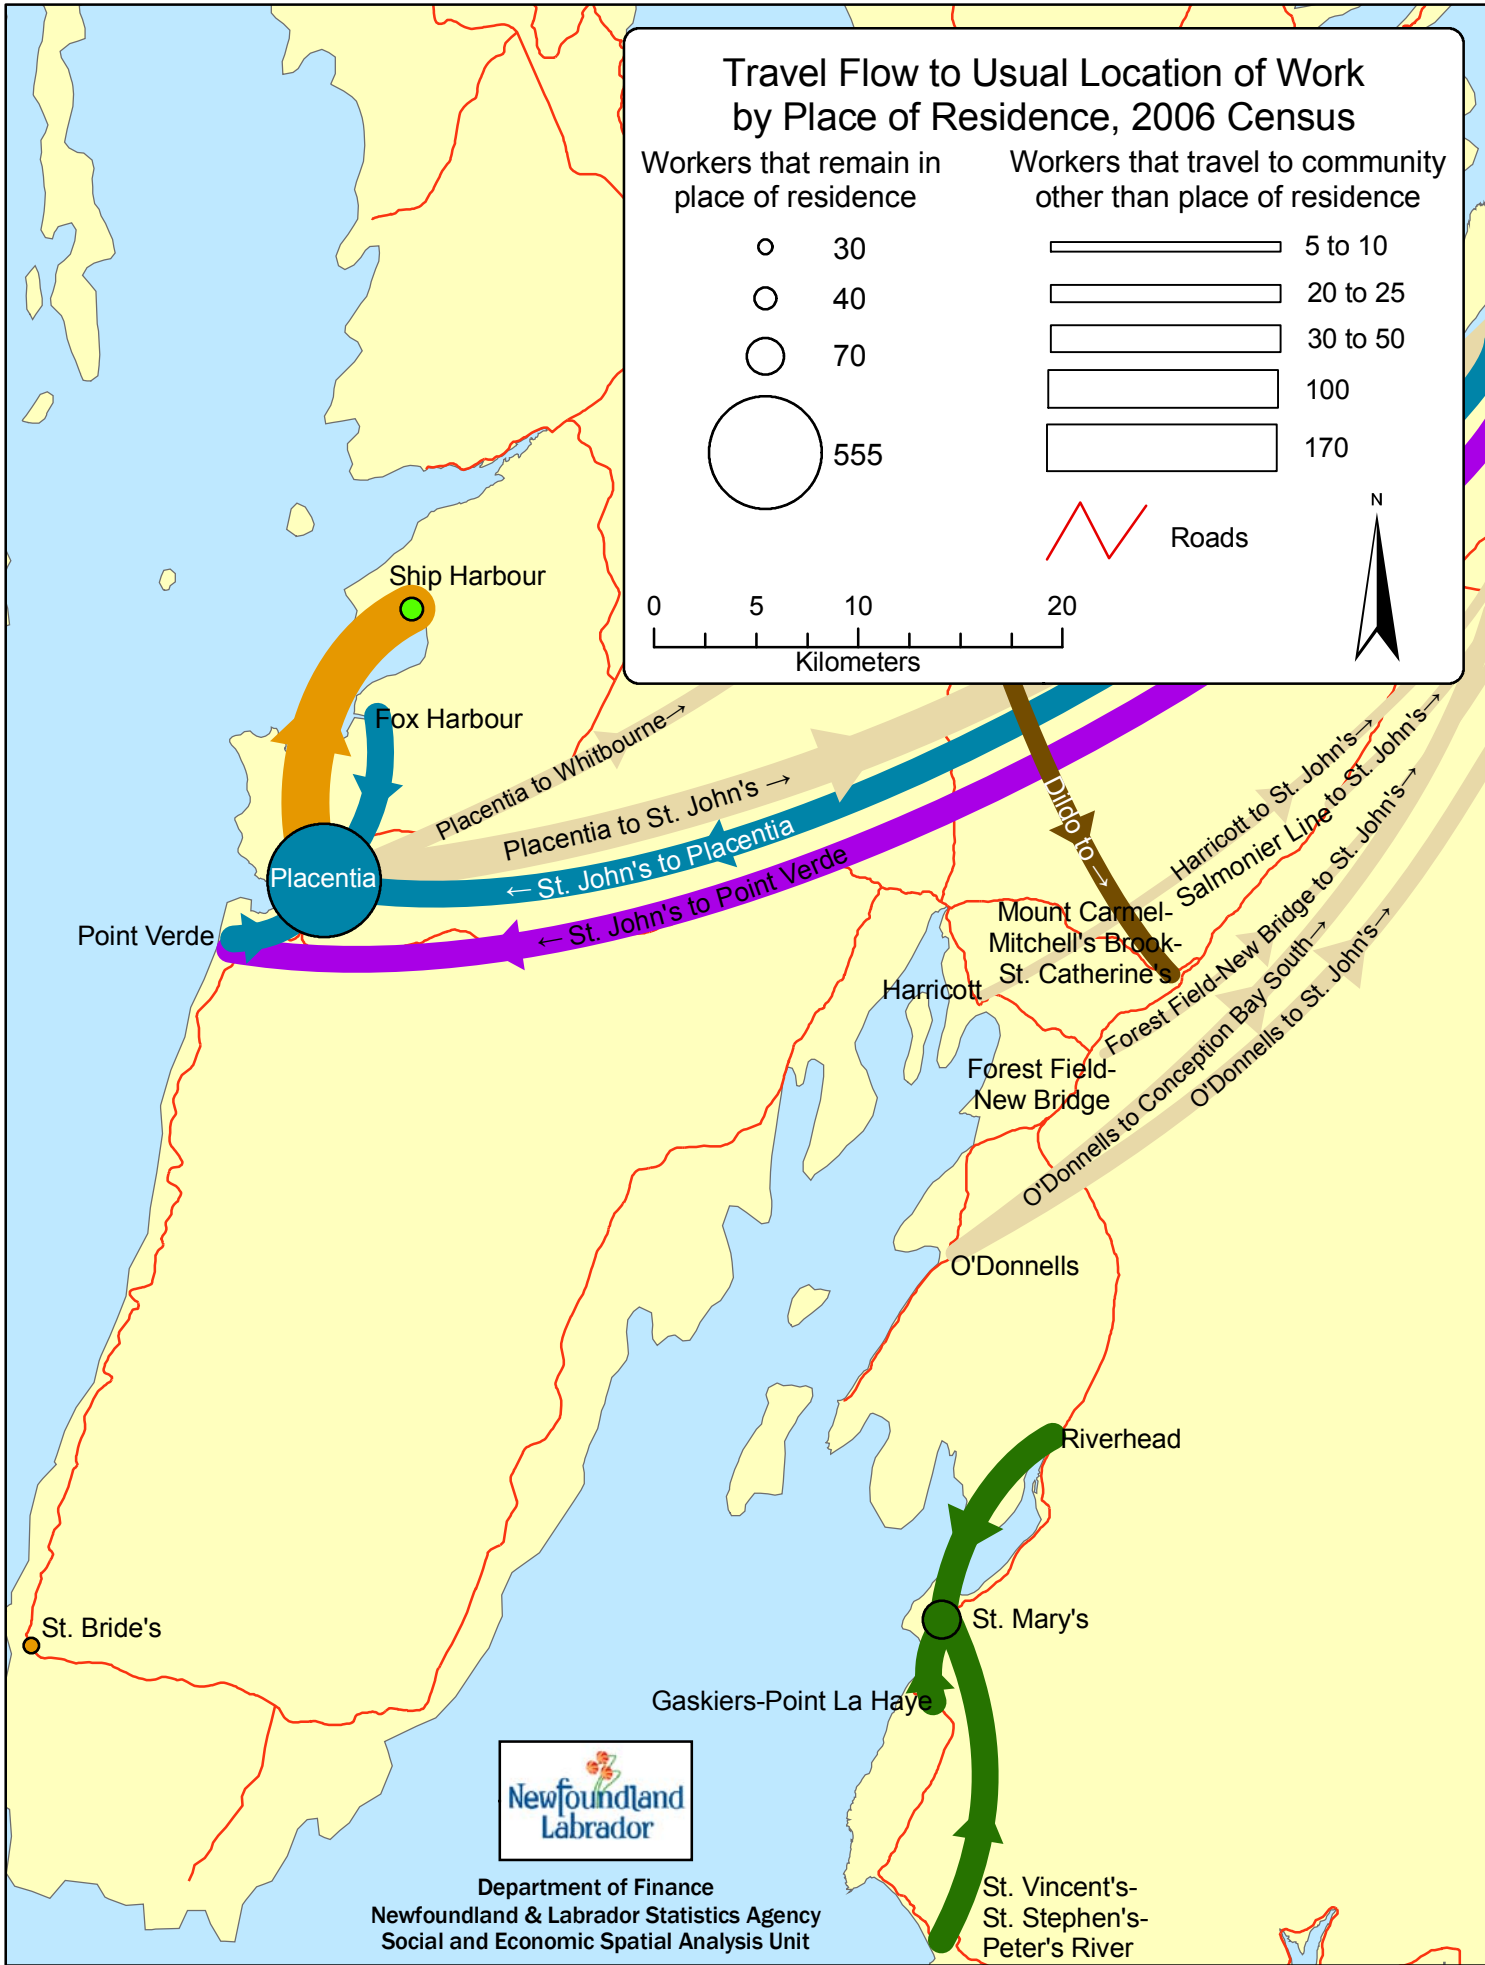 Travel Flow to Usual Location of Work
by Place of Residence, 2006 Census
Workers that remain in
place of residence
30
40
70
555
Workers that travel to community
other than place of residence
5 to 10
20 to 25
30 to 50
100
170
Roads
N
0 5 10 20
Kilometers
Ship Harbour
Fox Harbour
Placentia to Whitbourne→
Placentia to St. John's →
← St. John's to Placentia
← St. John's to Point Verde
Placentia
Point Verde
Dildo to →
Harricott to St. John's→
Salmonier Line to St. John's→
Mount Carmel-
Mitchell's Brook-
St. Catherine's
Harricott
Forest Field-New Bridge to St. John's→
O'Donnells to Conception Bay South→
O'Donnells to St. John's→
Forest Field-
New Bridge
O'Donnells
Riverhead
St. Mary's
St. Bride's
Gaskiers-Point La Haye
Newfoundland
Labrador
Department of Finance
Newfoundland & Labrador Statistics Agency
Social and Economic Spatial Analysis Unit
St. Vincent's-
St. Stephen's-
Peter's River